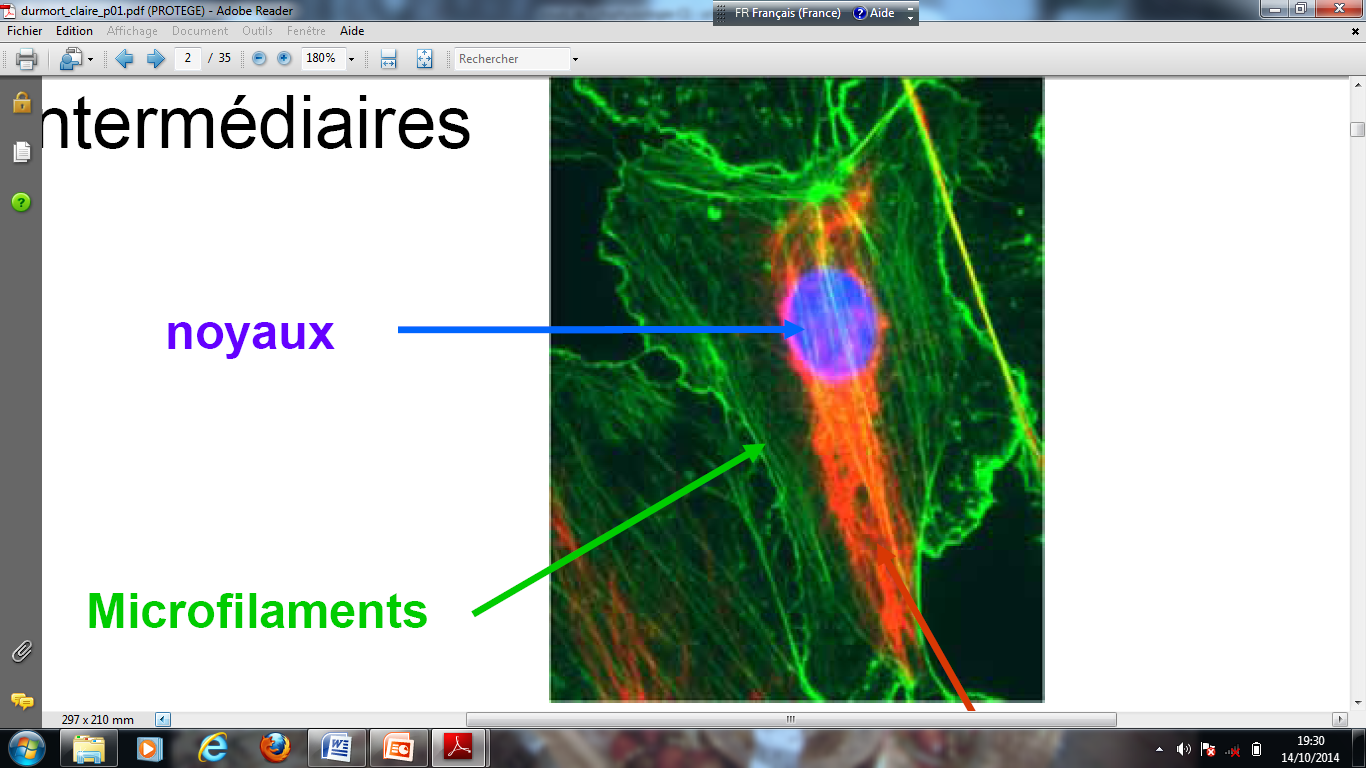 durmort_claire_p01.pdf (PROTEGE) - Adobe Reader
FR Français (France) ? Aide
Fichier Edition Affichage Document Outils Fenêtre Aide
2 / 35 180% Rechercher
ntermédiaires
noyaux
Microfilaments
297 x 210 mm
19:30
14/10/2014